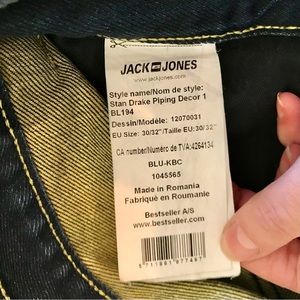 JACK & JONES
www.jackjones.com
Style name/Nom de style:
Stan Drake Piping Decor 1
BL194
Dessin/Modèle: 12070031
EU Size: 30/32"/Taille EU:30/32"
CA number/Numéro de TVA:4264134
BLU-KBC
1045565
Made in Romania
Fabriqué en Roumanie
Bestseller A/S
www.bestseller.com